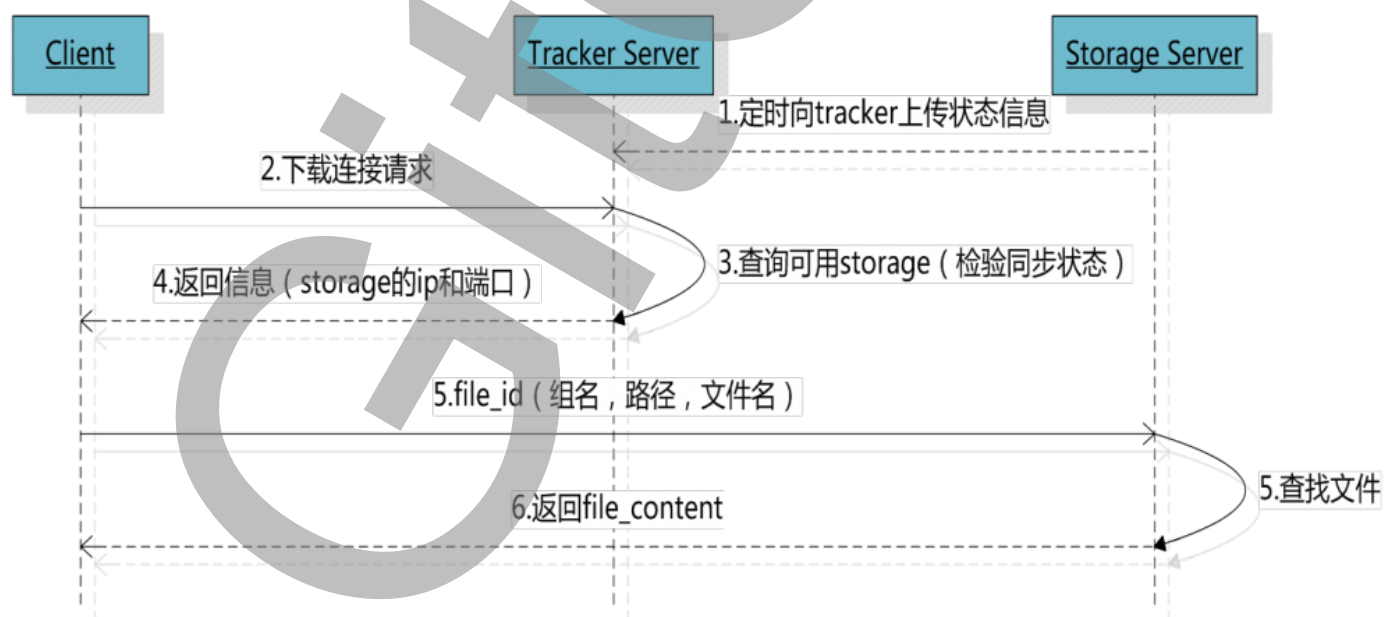 Client
Tracker Server
Storage Server
1.定时向tracker上传状态信息
2.下载连接请求
3.查询可用storage（检验同步状态）
4.返回信息（storage的ip和端口）
5.file_id（组名，路径，文件名）
5.查找文件
6.返回file_content